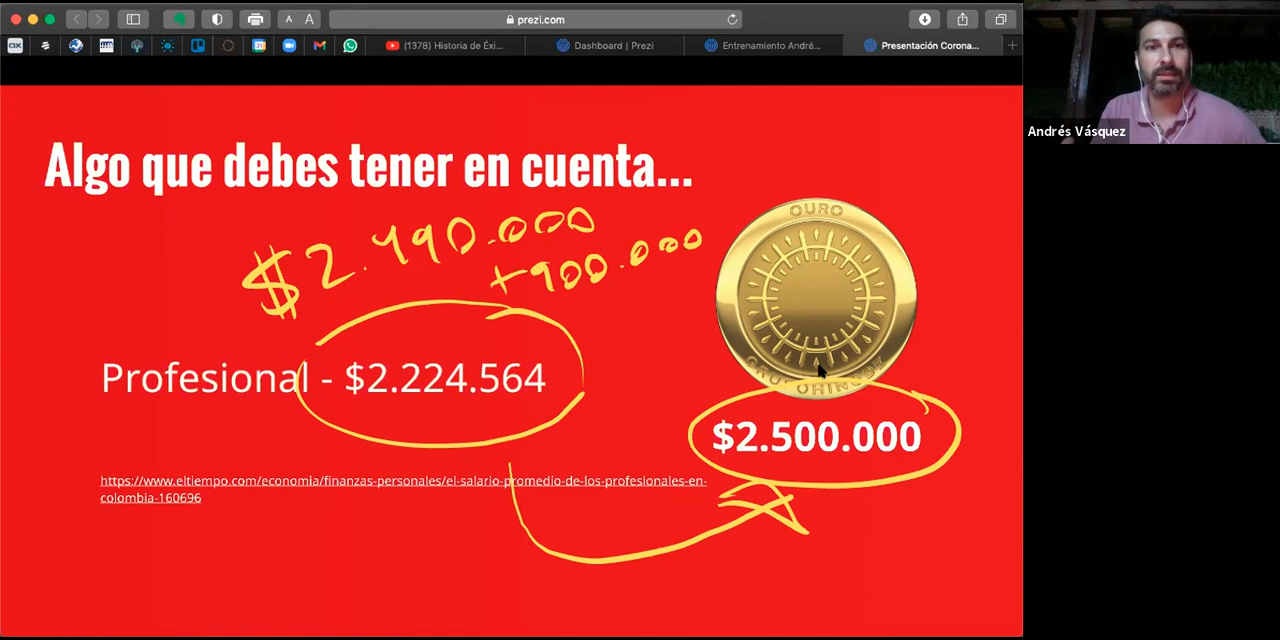 A A
prezi.com
(1378) Historia de Éxi...
Dashboard | Prezi
Entrenamiento André...
Presentación Corona...
Andrés Vásquez
Algo que debes tener en cuenta...
$2.490.000
+900.000
OURO
Profesional - $2.224.564
$2.500.000
https://www.eltiempo.com/economia/finanzas-personales/el-salario-promedio-de-los-profesionales-en-
colombia-160696